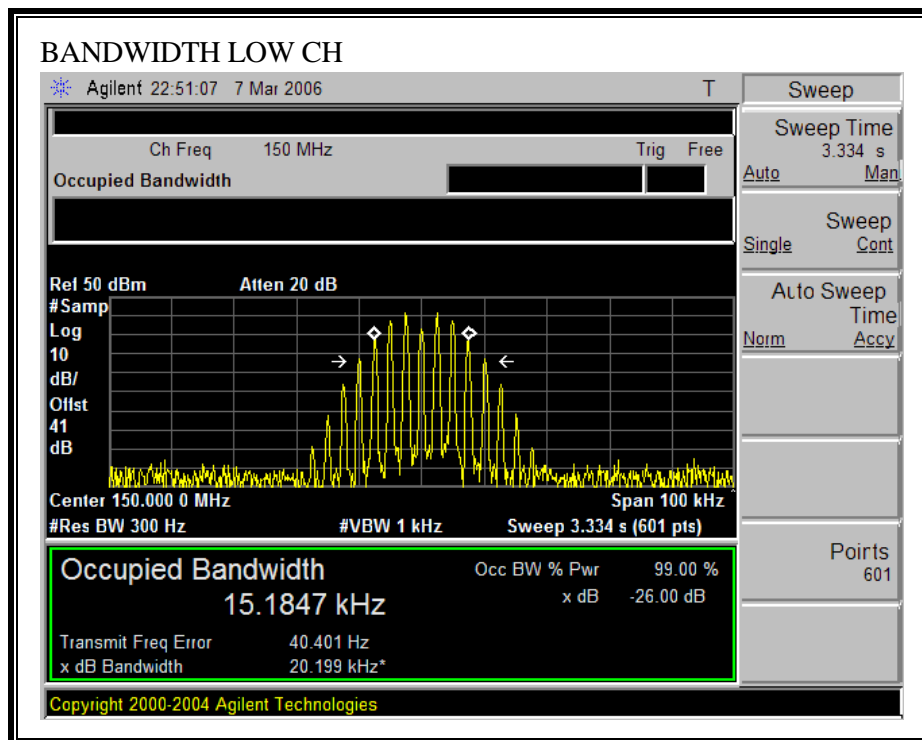 BANDWIDTH LOW CH
Agilent 22:51:07 7 Mar 2006 T
Sweep
Ch Freq 150 MHz Trig Free
Occupied Bandwidth
Sweep Time
3.334 s
Auto Man
Sweep
Single Cont
Auto Sweep
Time
Norm Accy
Points
601
Ref 50 dBm Atten 20 dB
#Samp
Log
10
dB/
Offst
41
dB
Center 150.000 0 MHz Span 100 kHz ^
#Res BW 300 Hz #VBW 1 kHz Sweep 3.334 s (601 pts)
Occupied Bandwidth
15.1847 kHz
Occ BW % Pwr 99.00 %
x dB -26.00 dB
Transmit Freq Error 40.401 Hz
x dB Bandwidth 20.199 kHz*
Copyright 2000-2004 Agilent Technologies